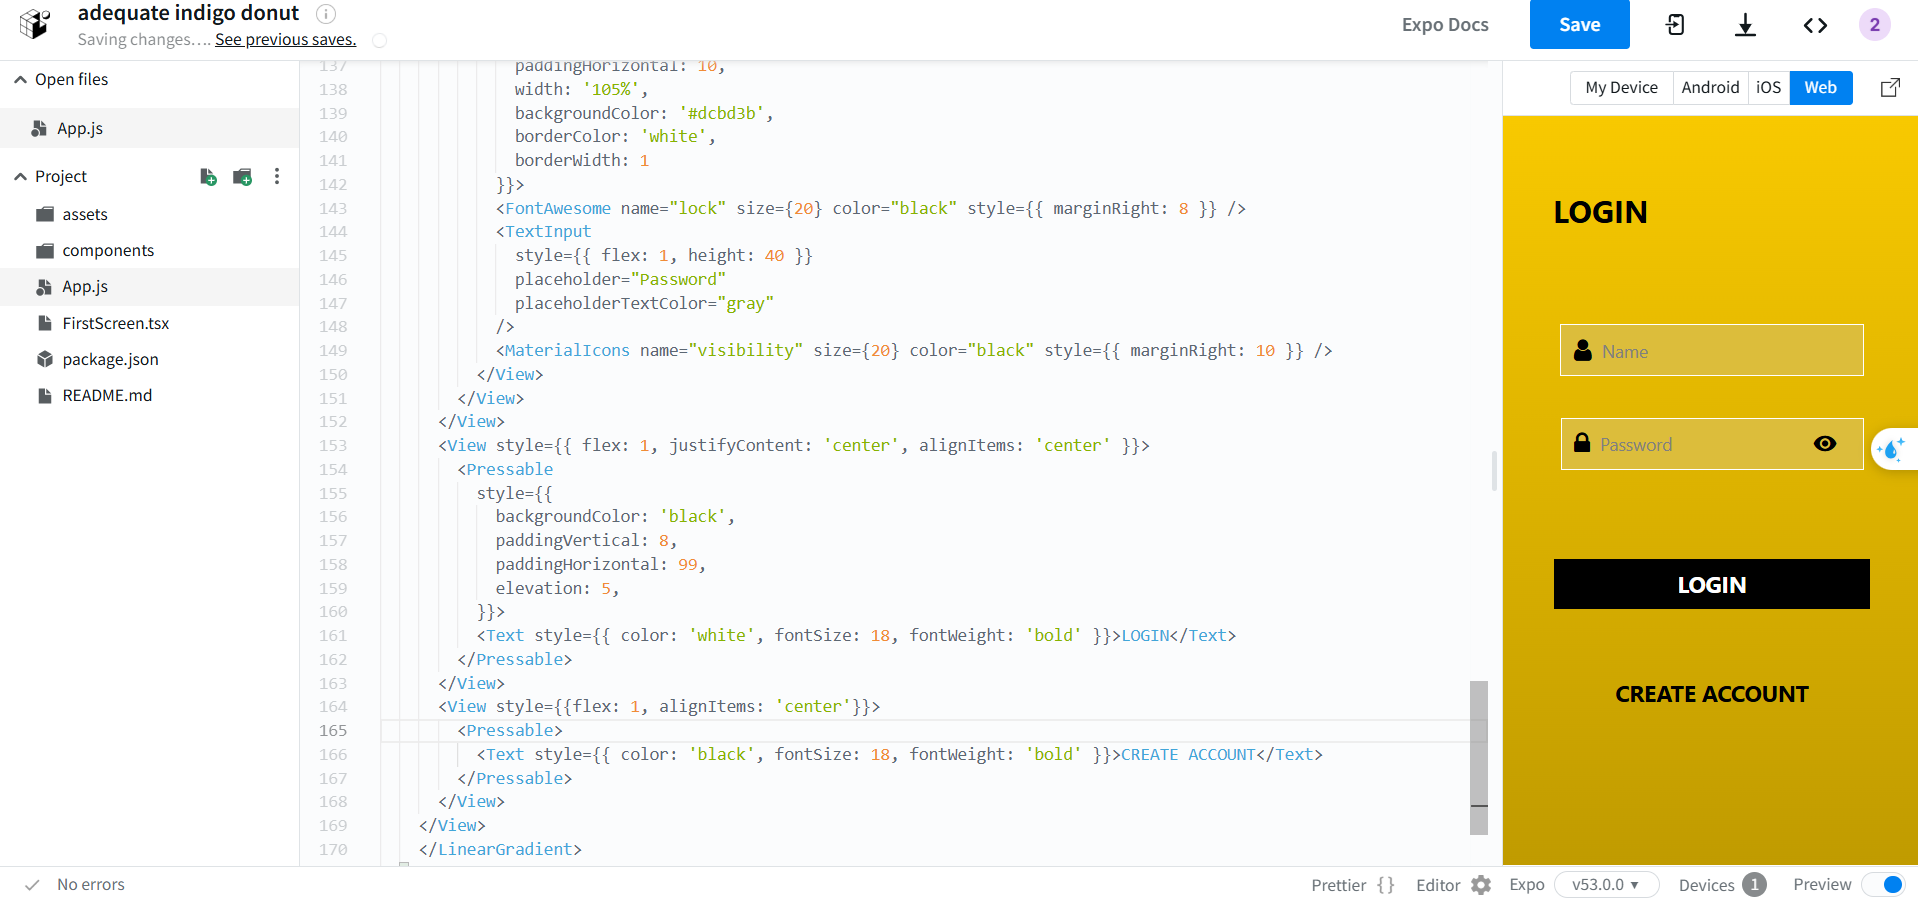 adequate indigo donut
Saving changes.... See previous saves.
Expo Docs
Save
2
Open files
App.js
Project
assets
components
App.js
FirstScreen.tsx
package.json
README.md
137 paddingHorizontal: 10,
138 width: '105%',
139 backgroundColor: '#dcbd3b',
140 borderColor: 'white',
141 borderWidth: 1
142 }}>
143 <FontAwesome name="lock" size={20} color="black" style={{ marginRight: 8 }} />
144 <TextInput
145 style={{ flex: 1, height: 40 }}
146 placeholder="Password"
147 placeholderTextColor="gray"
148 />
149 <MaterialIcons name="visibility" size={20} color="black" style={{ marginRight: 10 }} />
150 </View>
151 </View>
152 </View>
153 <View style={{ flex: 1, justifyContent: 'center', alignItems: 'center' }}>
154 <Pressable
155 style={{
156 backgroundColor: 'black',
157 paddingVertical: 8,
158 paddingHorizontal: 99,
159 elevation: 5,
160 }}>
161 <Text style={{ color: 'white', fontSize: 18, fontWeight: 'bold' }}>LOGIN</Text>
162 </Pressable>
163 </View>
164 <View style={{flex: 1, alignItems: 'center'}}>
165 <Pressable>
166 <Text style={{ color: 'black', fontSize: 18, fontWeight: 'bold' }}>CREATE ACCOUNT</Text>
167 </Pressable>
168 </View>
169 </View>
170 </LinearGradient>
My Device Android iOS Web
LOGIN
Name
Password
LOGIN
CREATE ACCOUNT
No errors
Prettier {} Editor Expo v53.0.0 Devices 1 Preview